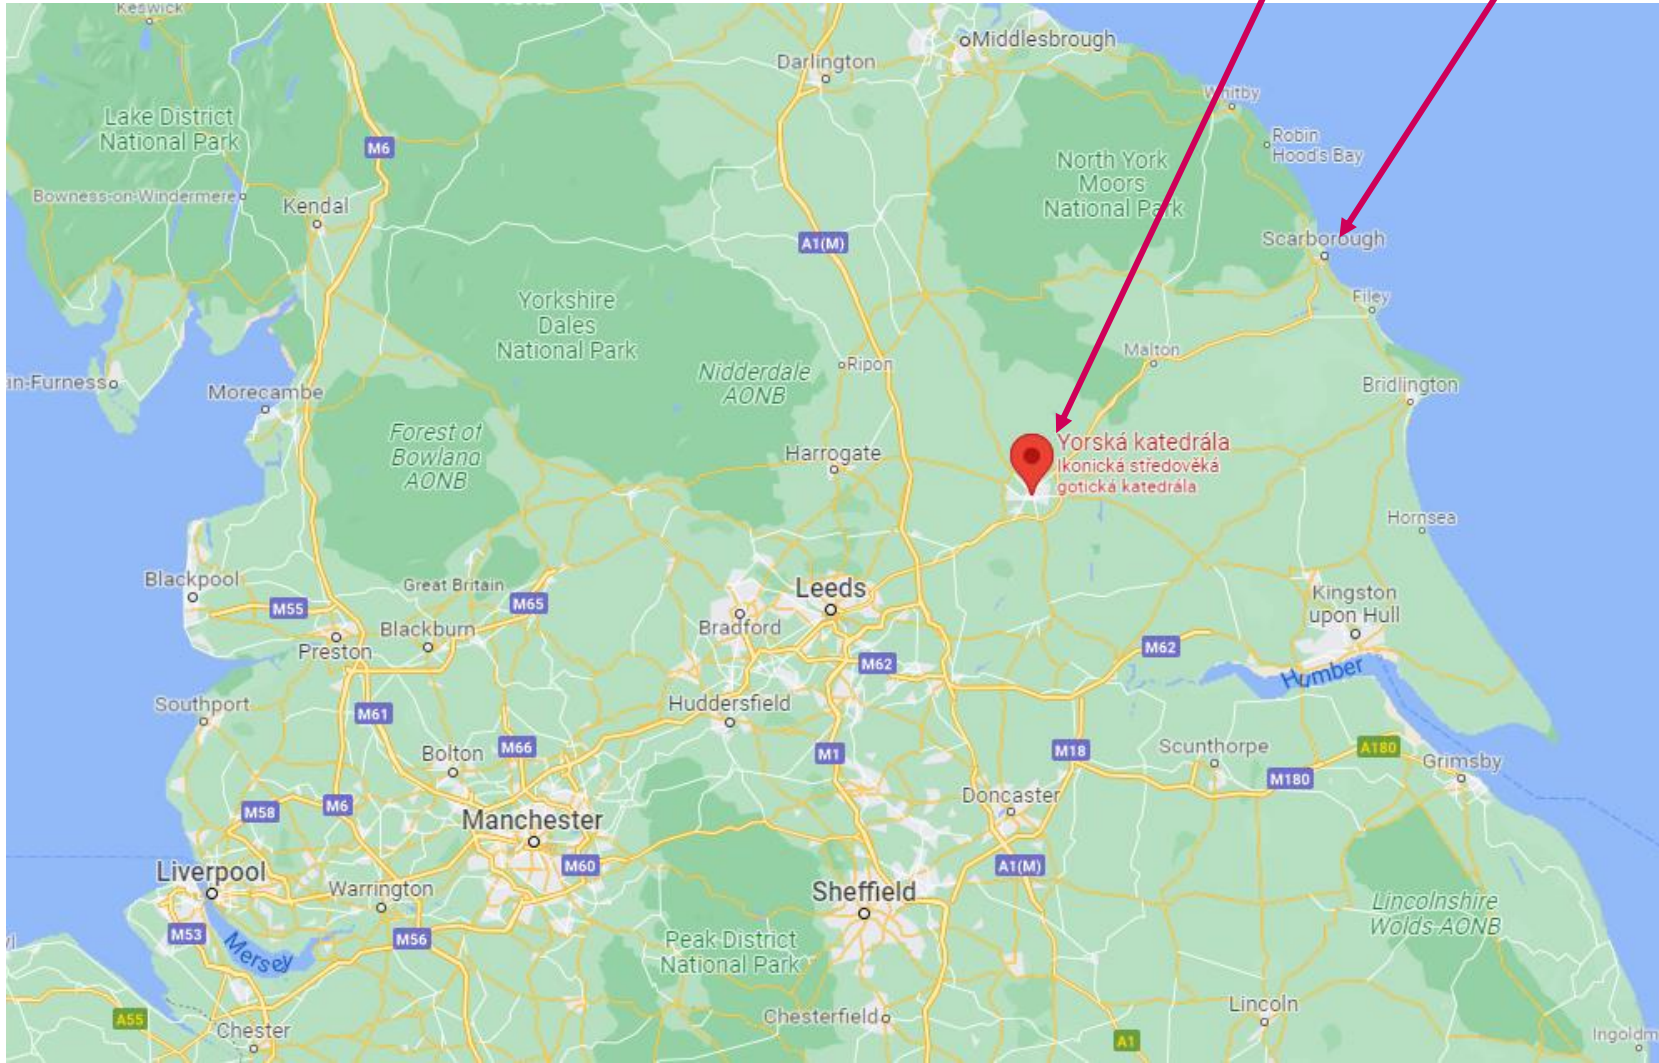 Keswick
Middlesbrough
Darlington
Whitby
Lake District
National Park
M6
Robin
Hood's Bay
North York
Moors
National Park
Bowness-on-Windermere
Kendal
A1(M)
Scarborough
Yorkshire
Dales
National Park
Filey
Malton
Ripon
Nidderdale
AONB
in-Furness
Morecambe
Bridlington
Forest of
Bowland
AONB
Harrogate
Yorská katedrála
Ikonická středověká
gotická katedrála
Hornsea
Blackpool
Great Britain
Leeds
Kingston
upon Hull
M55
M65
Bradford
Blackburn
Preston
M62
M62
Humber
Southport
M61
Huddersfield
Bolton
M66
M1
M18
Scunthorpe
A180
Grimsby
M180
M58
M6
Manchester
Doncaster
M60
A1(M)
Liverpool
Warrington
Sheffield
Lincolnshire
Wolds AONB
M53
M56
Mersey
Peak District
National Park
Chesterfield
Lincoln
A55
Chester
A1
Ingoldm